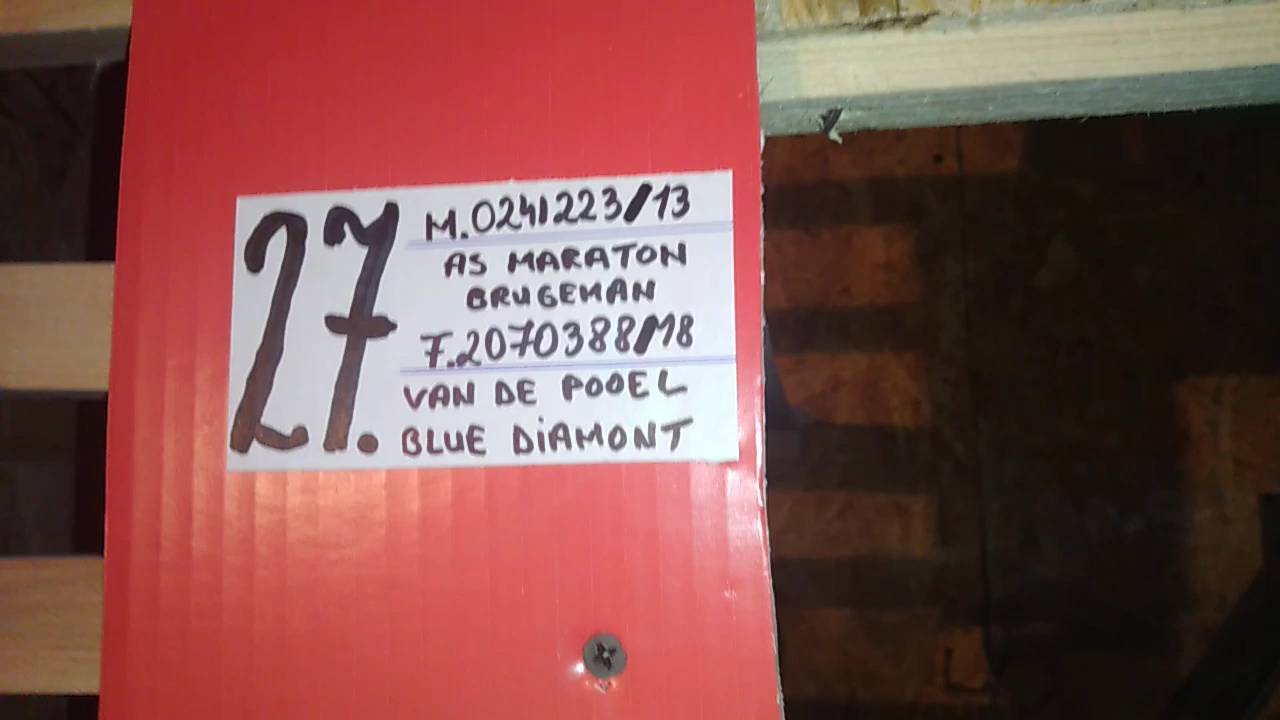 27.
M.0241223/13
AS MARATON
BRUGEMAN
F.2070388/18
VAN DE POOEL
BLUE DIAMONT